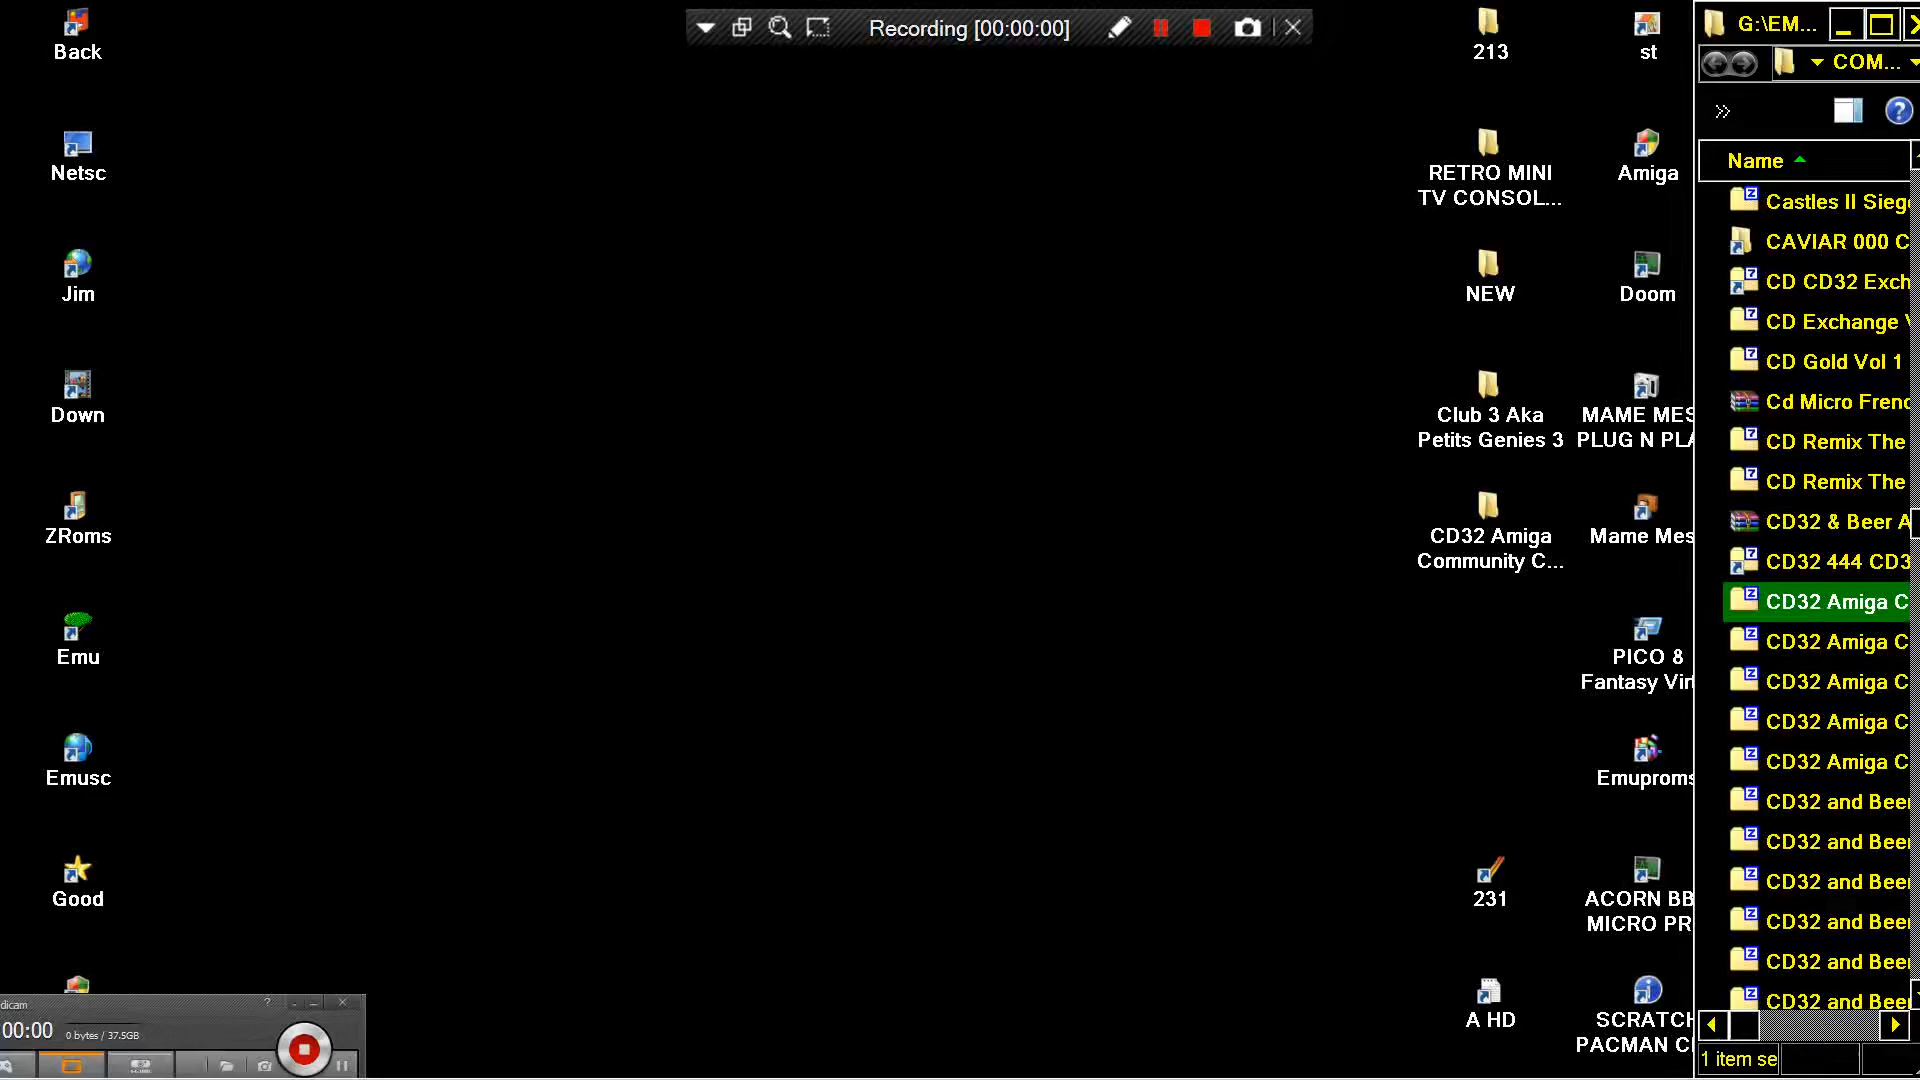 Back
Netsc
Jim
Down
ZRoms
Emu
Emusc
Good
Recording [00:00:00]
213
RETRO MINI
TV CONSOL...
NEW
Club 3 Aka
Petits Genies 3
CD32 Amiga
Community C...
231
A HD
st
Amiga
Doom
MAME MES
PLUG N PLA
Mame Mes
PICO 8
Fantasy Virt
Emuproms
ACORN BB
MICRO PR
SCRATCH
PACMAN C
G:\EM...
COM...
Name
Castles II Sieg
CAVIAR 000 C
CD CD32 Exch
CD Exchange V
CD Gold Vol 1
Cd Micro Frenc
CD Remix The
CD Remix The
CD32 & Beer A
CD32 444 CD3
CD32 Amiga C
CD32 Amiga C
CD32 Amiga C
CD32 Amiga C
CD32 Amiga C
CD32 and Beer
CD32 and Beer
CD32 and Beer
CD32 and Beer
CD32 and Beer
CD32 and Beer
1 item se
dicam
00:00
0 bytes / 37.5GB